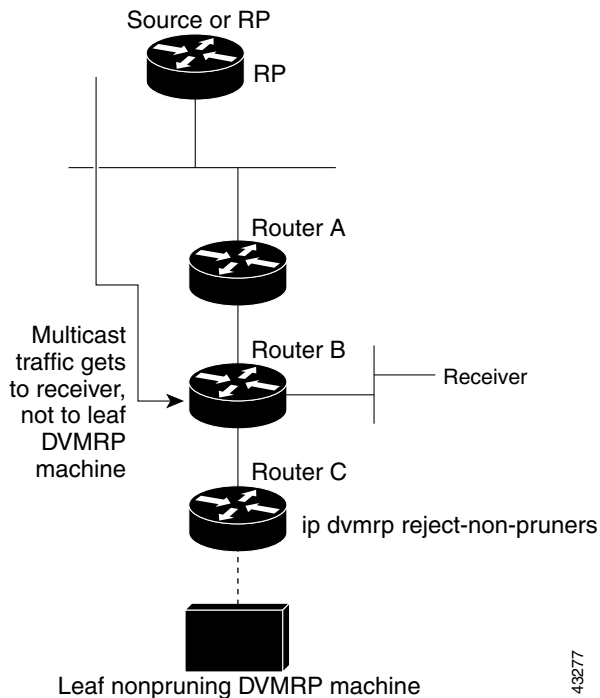 Source or RP
RP
Router A
Router B
Multicast
traffic gets
to receiver,
not to leaf
DVMRP
machine
Receiver
Router C
ip dvmrp reject-non-pruners
Leaf nonpruning DVMRP machine
43277